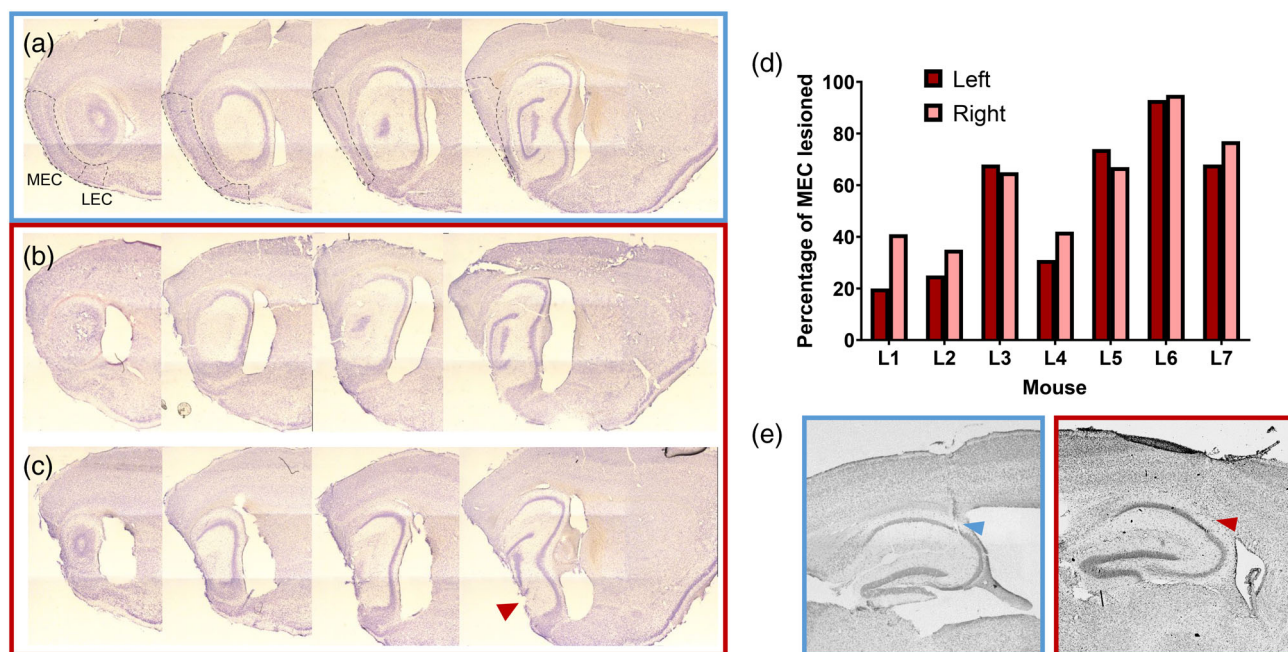 (a)
MEC
LEC
(b)
(c)
(d)
Percentage of MEC lesioned
100
80
60
40
20
0
Left
Right
L1 L2 L3 L4 L5 L6 L7
Mouse
(e)